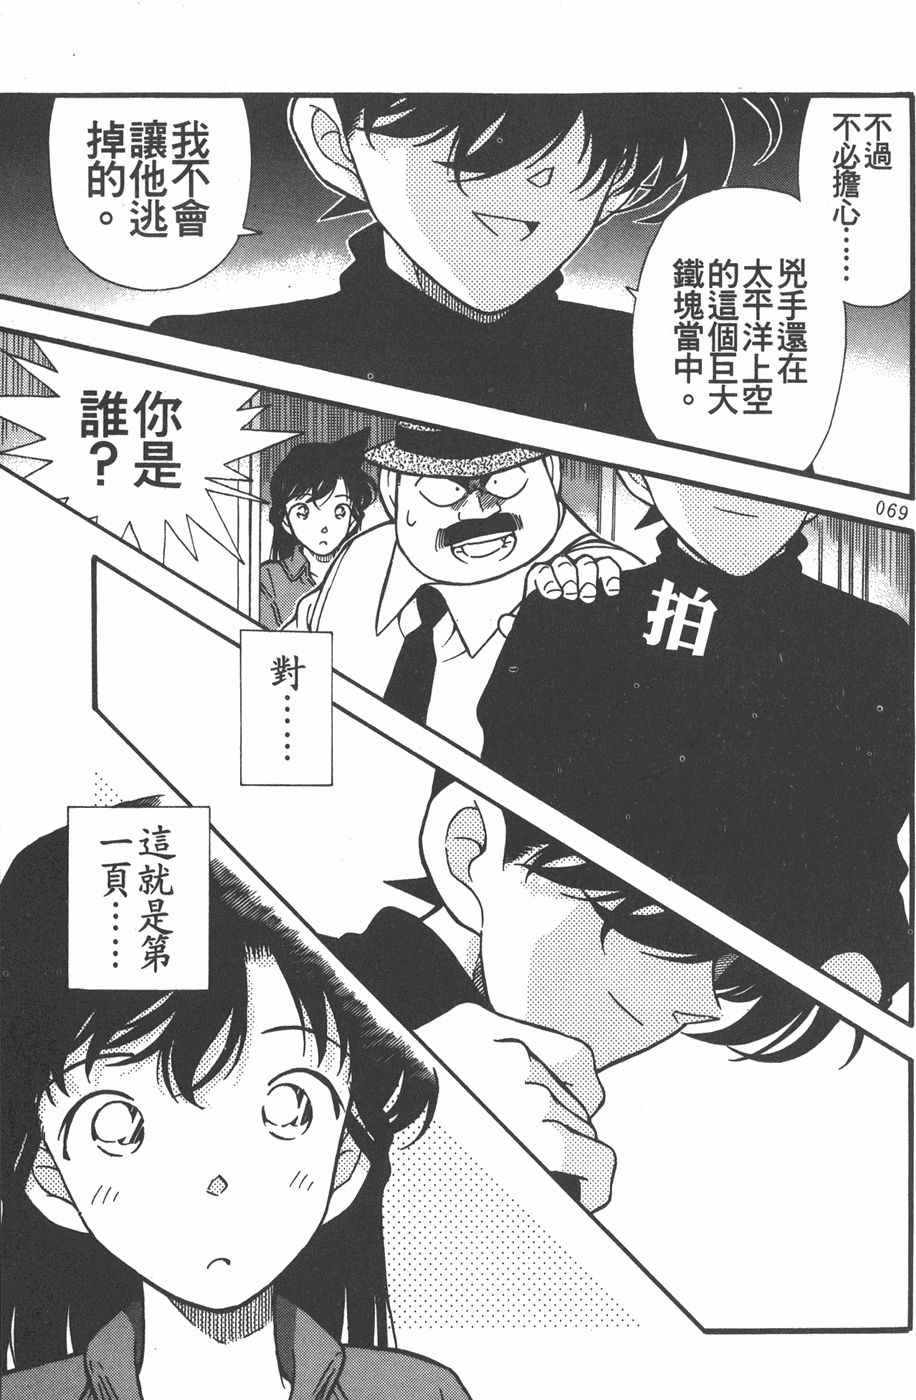 不過
不必擔心……
兇手還在
太平洋上空
的這個巨大
鐵塊當中。
我不會
讓他逃
掉的。
069
你是
誰？
拍
對……
這就是第
一頁……